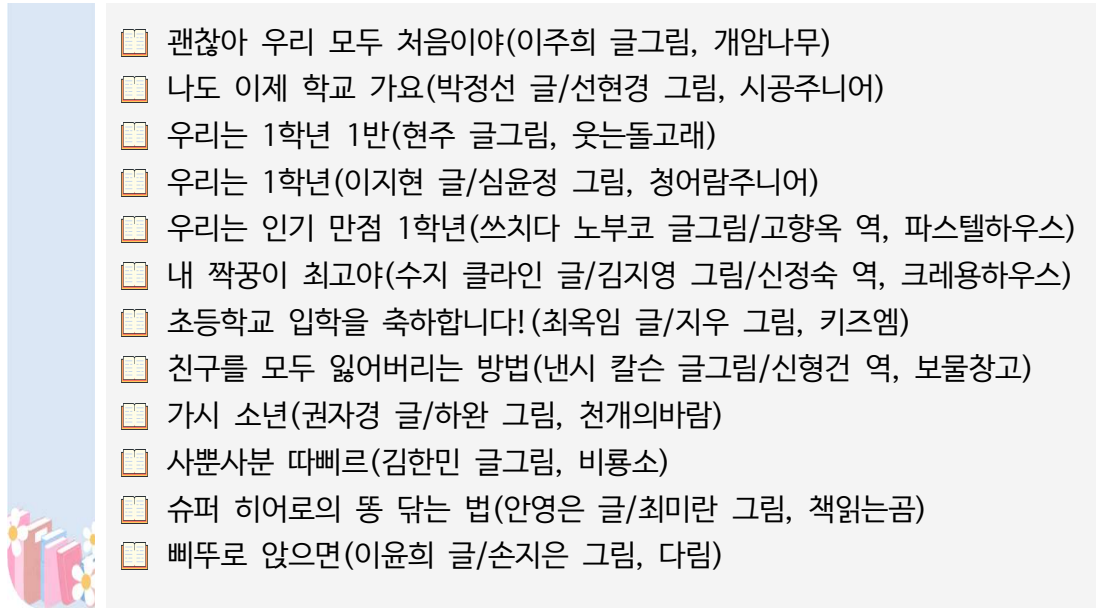 괜찮아 우리 모두 처음이야(이주희 글그림, 개암나무)
나도 이제 학교 가요(박정선 글/선현경 그림, 시공주니어)
우리는 1학년 1반(현주 글그림, 웃는돌고래)
우리는 1학년(이지현 글/심윤정 그림, 청어람주니어)
우리는 인기 만점 1학년(쓰치다 노부코 글그림/고향옥 역, 파스텔하우스)
내 짝꿍이 최고야(수지 클라인 글/김지영 그림/신정숙 역, 크레용하우스)
초등학교 입학을 축하합니다!(최옥임 글/지우 그림, 키즈엠)
친구를 모두 잃어버리는 방법(낸시 칼슨 글그림/신형건 역, 보물창고)
가시 소년(권자경 글/하완 그림, 천개의바람)
사뿐사분 따삐르(김한민 글그림, 비룡소)
슈퍼 히어로의 똥 닦는 법(안영은 글/최미란 그림, 책읽는곰)
삐뚜로 앉으면(이윤희 글/손지은 그림, 다림)